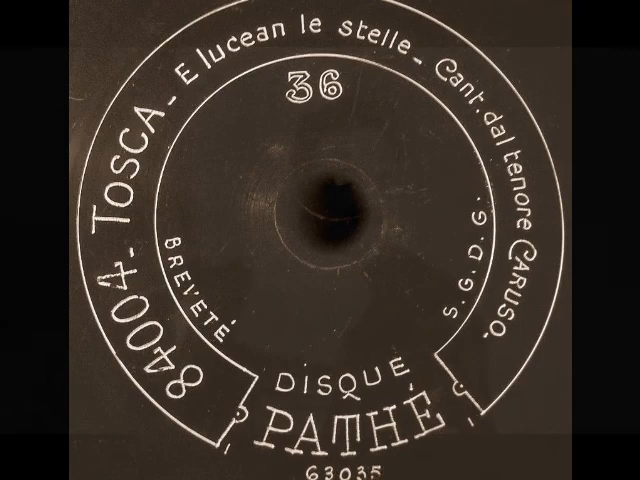 84004. TOSCA - E lucean le stelle - Cant. dal tenore CARUSO.
36
BREVETÉ S. G. D. G.
DISQUE
PATHÉ
63035